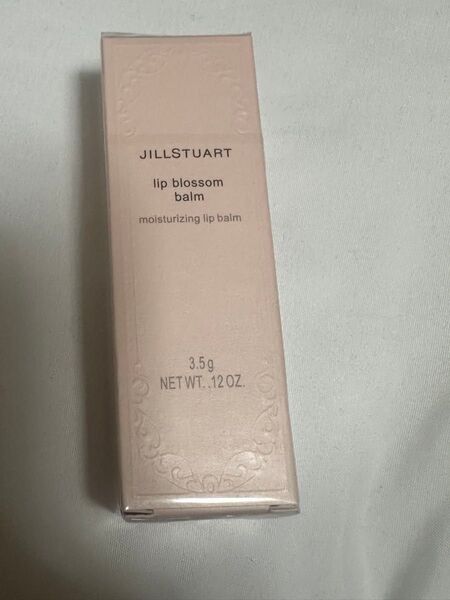 JILLSTUART
lip blossom
balm
moisturizing lip balm
3.5g
NET WT. .12 OZ.